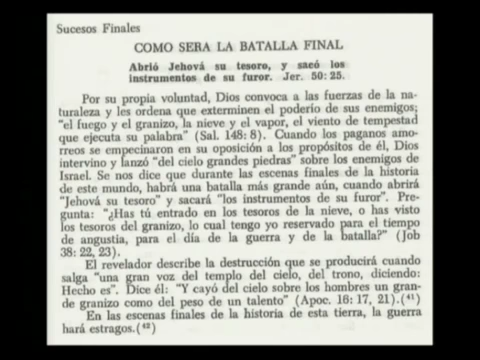 Sucesos Finales
COMO SERA LA BATALLA FINAL
Abrió Jehová su tesoro, y sacó los
instrumentos de su furor. Jer. 50:25.
Por su propia voluntad, Dios convoca a las fuerzas de la na-
turaleza y les ordena que exterminen el poderío de sus enemigos;
"el fuego y el granizo, la nieve y el vapor, el viento de tempestad
que ejecuta su palabra" (Sal. 148:8). Cuando los paganos amo-
rreos se empecinaron en su oposición a los propósitos de él, Dios
intervino y lanzó "del cielo grandes piedras" sobre los enemigos de
Israel. Se nos dice que durante las escenas finales de la historia
de este mundo, habrá una batalla más grande aún, cuando abrirá
"Jehová su tesoro" y sacará "los instrumentos de su furor". Pre-
gunta: "¿Has tú entrado en los tesoros de la nieve, o has visto
los tesoros del granizo, lo cual tengo yo reservado para el tiempo
de angustia, para el día de la guerra y de la batalla?" (Job
38:22, 23).
El revelador describe la destrucción que se producirá cuando
salga "una gran voz del templo del cielo, del trono, diciendo:
Hecho es". Dice él: "Y cayó del cielo sobre los hombres un gran-
de granizo como del peso de un talento" (Apoc. 16:17, 21).(41)
En las escenas finales de la historia de esta tierra, la guerra
hará estragos.(42)